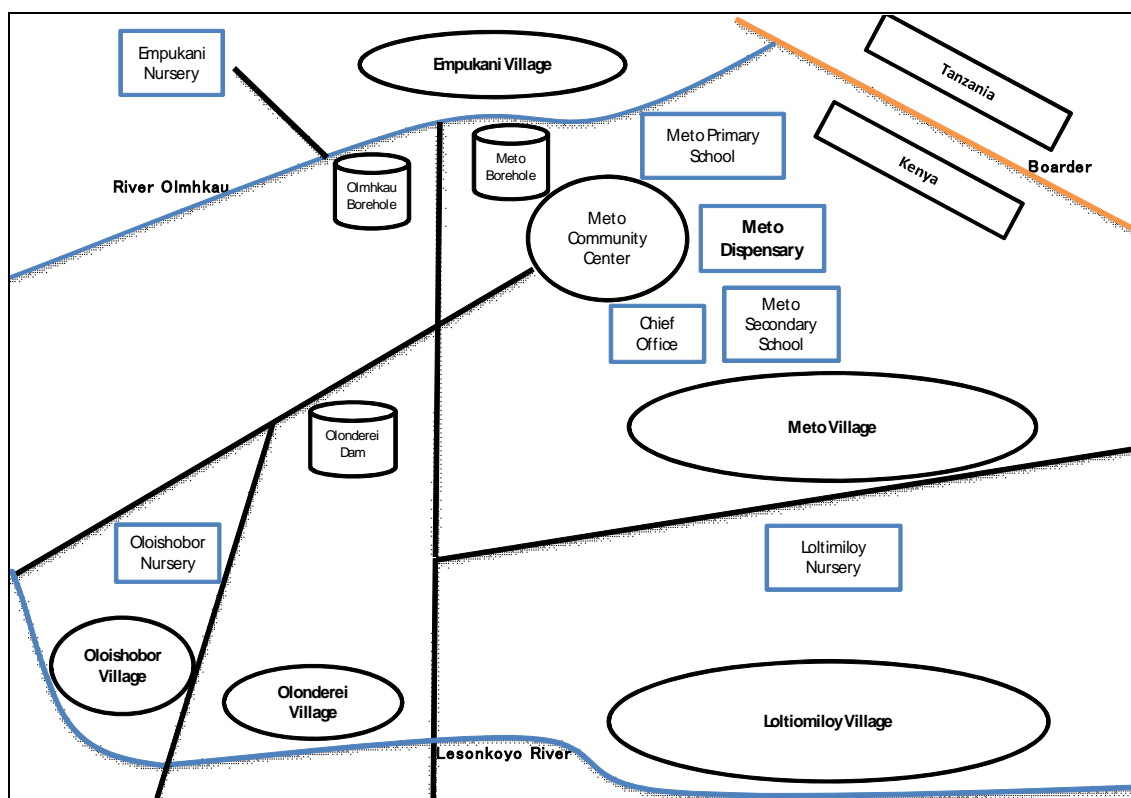 Empukani
Nursery
Empukani Village
Tanzania
Kenya
Boarder
Meto Primary
School
Meto
Borehole
Olmhkau
Borehole
River Olmhkau
Meto
Community
Center
Meto
Dispensary
Chief
Office
Meto
Secondary
School
Olonderei
Dam
Meto Village
Oloishobor
Nursery
Loltimiloy
Nursery
Oloishobor
Village
Olonderei
Village
Loltiomiloy Village
Lesonkoyo River